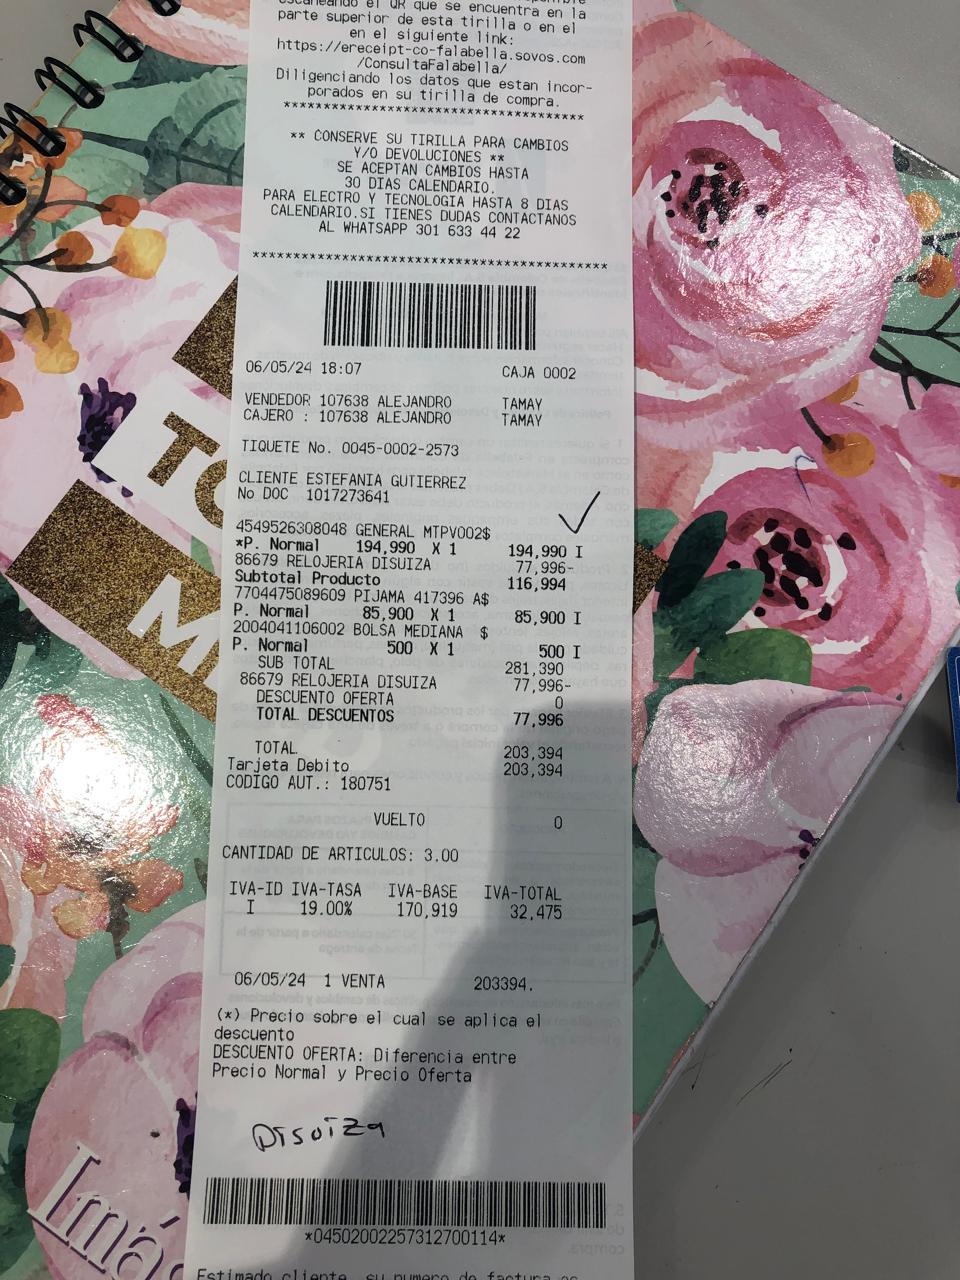 escaneando el QR que se encuentra en la
parte superior de esta tirilla o en el
en el siguiente link:
https://ereceipt-co-falabella.sovos.com
/ConsultaFalabella/
Diligenciando los datos que estan incor-
porados en su tirilla de compra.
****************************************
** CONSERVE SU TIRILLA PARA CAMBIOS
Y/O DEVOLUCIONES **
SE ACEPTAN CAMBIOS HASTA
30 DIAS CALENDARIO.
PARA ELECTRO Y TECNOLOGIA HASTA 8 DIAS
CALENDARIO.SI TIENES DUDAS CONTACTANOS
AL WHATSAPP 301 633 44 22
****************************************
06/05/24 18:07 CAJA 0002
VENDEDOR 107638 ALEJANDRO TAMAY
CAJERO : 107638 ALEJANDRO TAMAY
TIQUETE No. 0045-0002-2573
CLIENTE ESTEFANIA GUTIERREZ
No DOC 1017273641
4549526308048 GENERAL MTPV002$
*P. Normal 194,990 X 1 194,990 I
86679 RELOJERIA DISUIZA 77,996-
Subtotal Producto 116,994
7704475089609 PIJAMA 417396 A$
P. Normal 85,900 X 1 85,900 I
2004041106002 BOLSA MEDIANA $
P. Normal 500 X 1 500 I
SUB TOTAL 281,390
86679 RELOJERIA DISUIZA 77,996-
DESCUENTO OFERTA 0
TOTAL DESCUENTOS 77,996
TOTAL 203,394
Tarjeta Debito 203,394
CODIGO AUT.: 180751
VUELTO 0
CANTIDAD DE ARTICULOS: 3.00
IVA-ID IVA-TASA IVA-BASE IVA-TOTAL
I 19.00% 170,919 32,475
06/05/24 1 VENTA 203394.
(*) Precio sobre el cual se aplica el
descuento
DESCUENTO OFERTA: Diferencia entre
Precio Normal y Precio Oferta
Disoiza
*04502002257312700114*
Estimado cliente, su numero de factura es